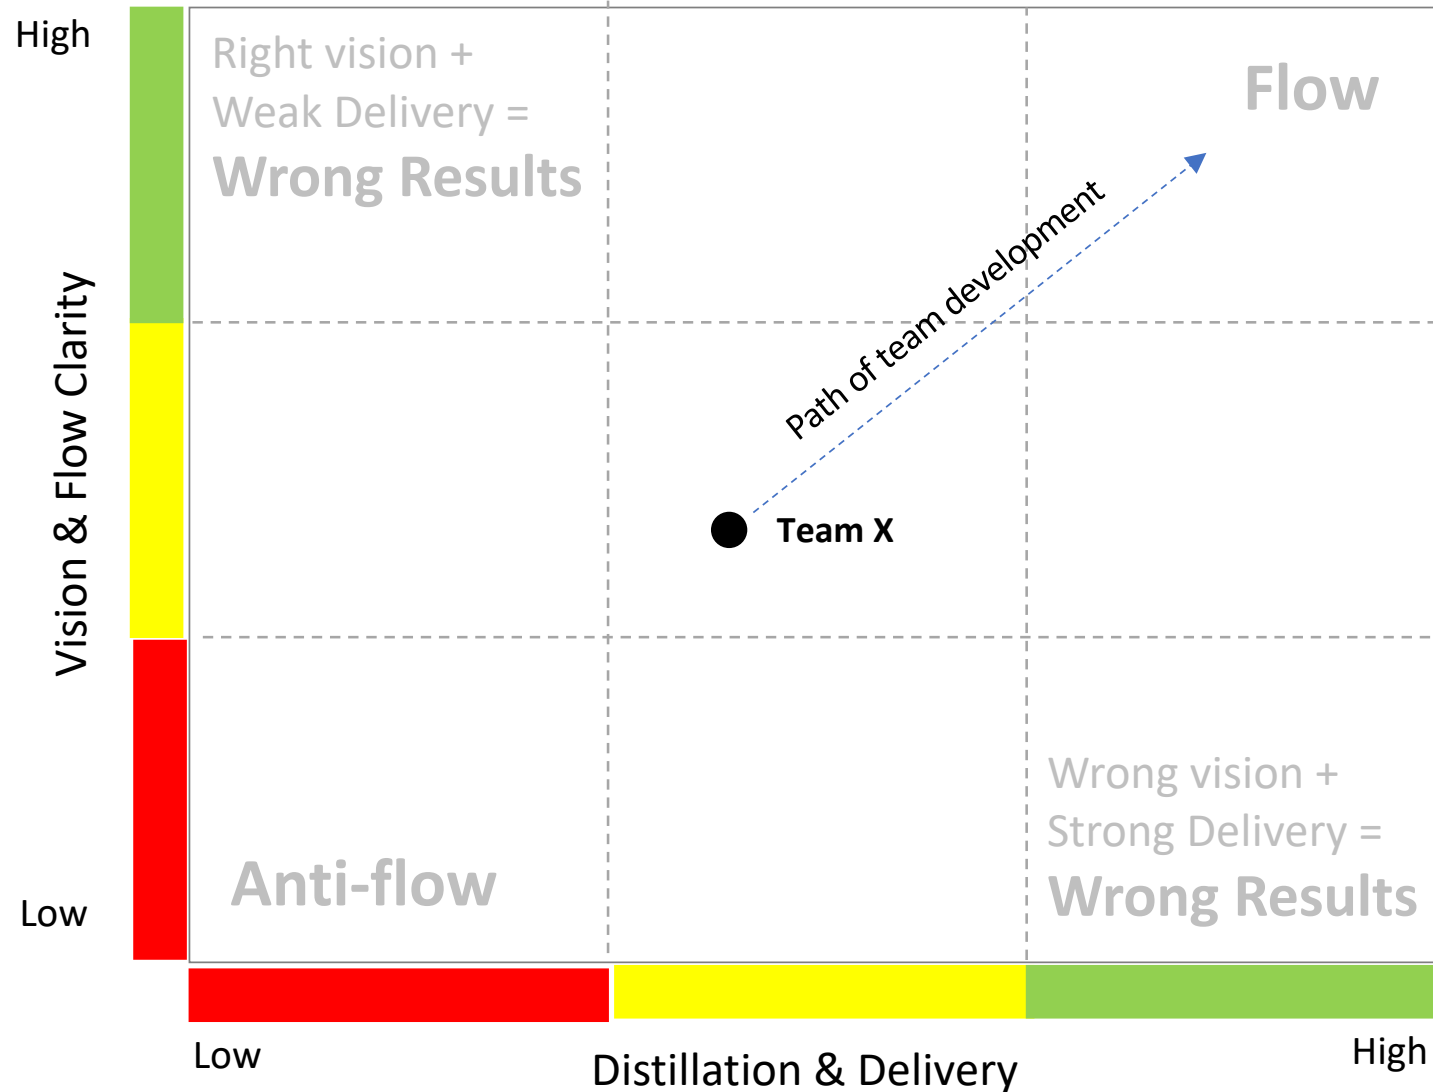 High
Right vision +
Weak Delivery =
Wrong Results
Flow
Path of team development
Vision & Flow Clarity
Team X
Wrong vision +
Strong Delivery =
Wrong Results
Anti-flow
Low
Low
Distillation & Delivery
High